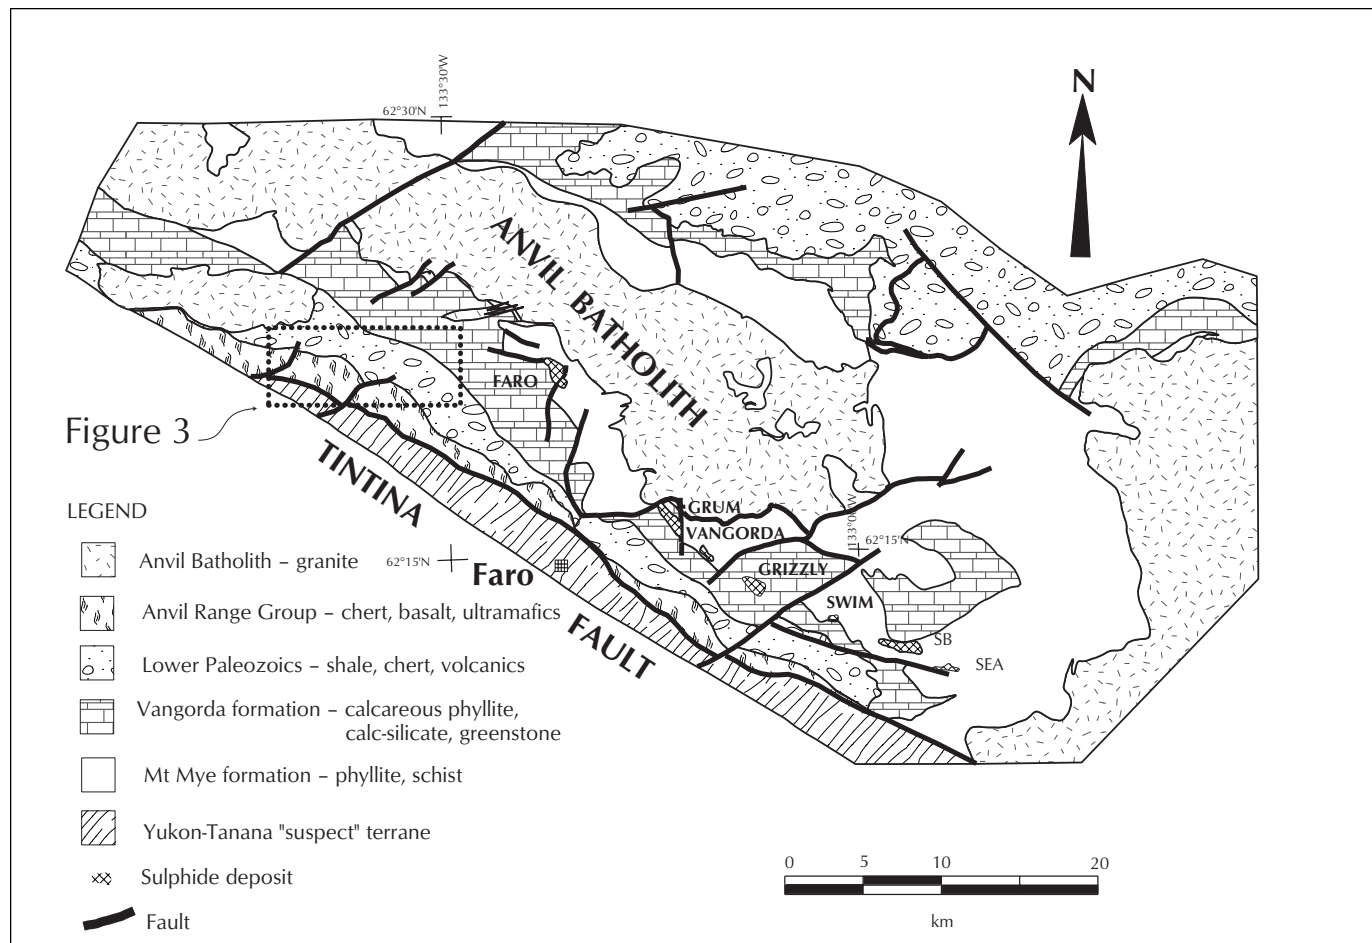 133°30'W
62°30'N
N
ANVIL BATHOLITH
FARO
Figure 3
TINTINA
FAULT
GRUM
VANGORDA
133°00'W
62°15'N
GRIZZLY
SWIM
SB
SEA
62°15'N
Faro
LEGEND
Anvil Batholith – granite
Anvil Range Group – chert, basalt, ultramafics
Lower Paleozoics – shale, chert, volcanics
Vangorda formation – calcareous phyllite,
calc-silicate, greenstone
Mt Mye formation – phyllite, schist
Yukon-Tanana "suspect" terrane
Sulphide deposit
Fault
0 5 10 20
km